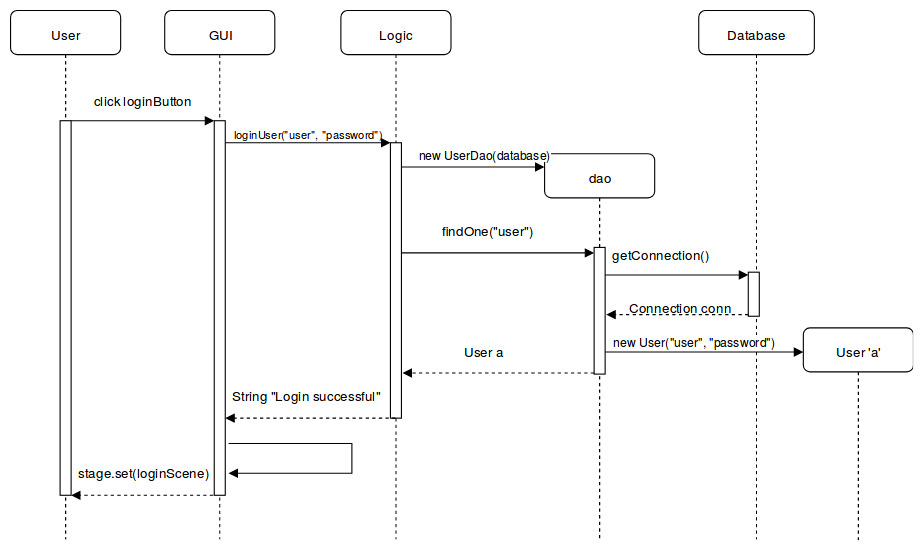 User
GUI
Logic
Database
click loginButton
loginUser("user", "password")
new UserDao(database)
dao
findOne("user")
getConnection()
Connection conn
new User("user", "password")
User 'a'
User a
String "Login successful"
stage.set(loginScene)